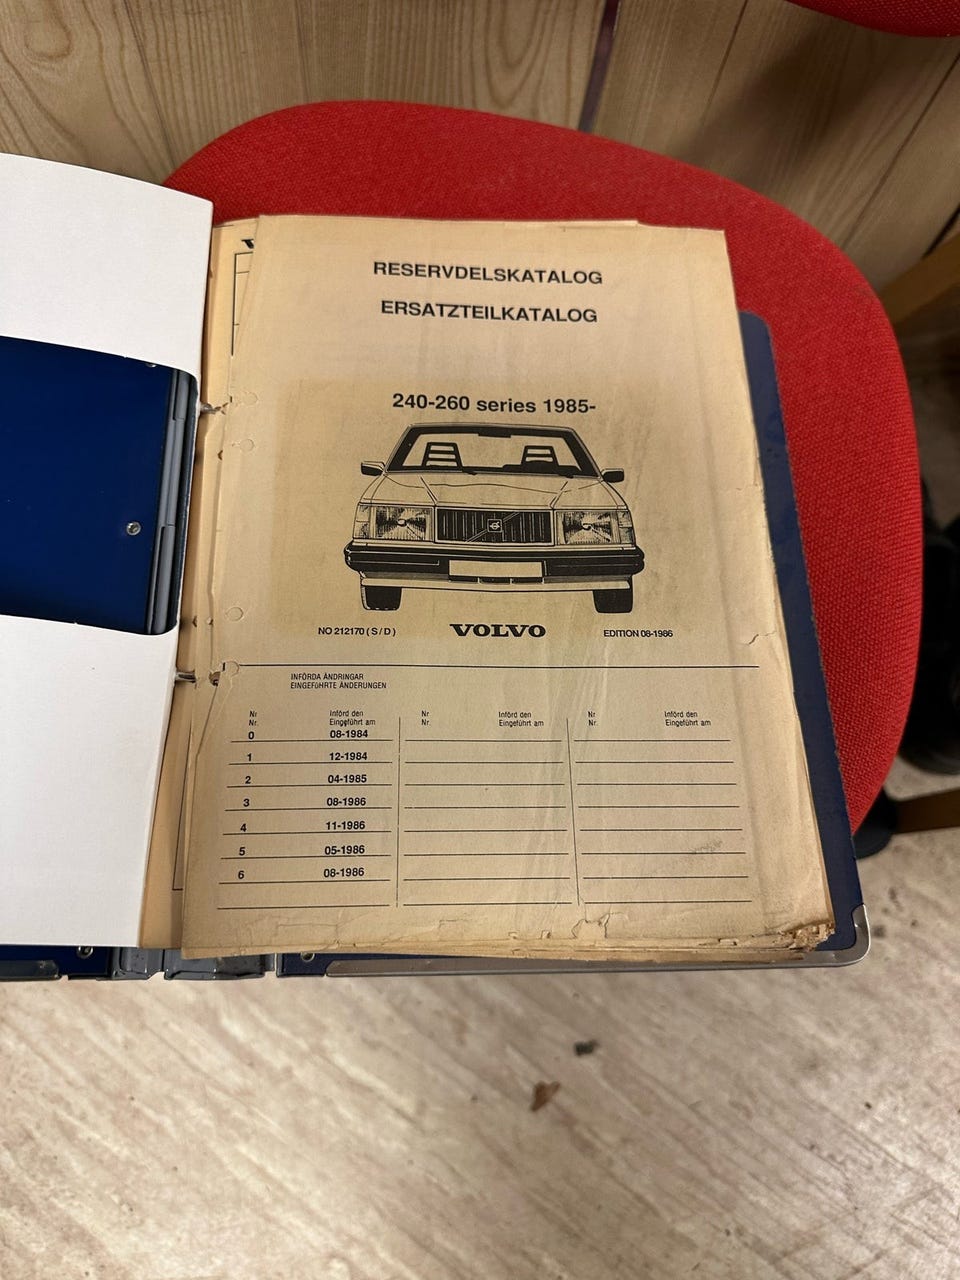 RESERVDELSKATALOG
ERSATZTEILKATALOG
240-260 series 1985-
NO 212170 ( S / D )
VOLVO
EDITION 08-1986
INFÖRDA ÄNDRINGAR
EINGEFÜHRTE ÄNDERUNGEN
Nr Införd den Nr Införd den Nr Införd den
Nr. Eingeführt am Nr. Eingeführt am Nr. Eingeführt am
0 08-1984
1 12-1984
2 04-1985
3 08-1986
4 11-1986
5 05-1986
6 08-1986